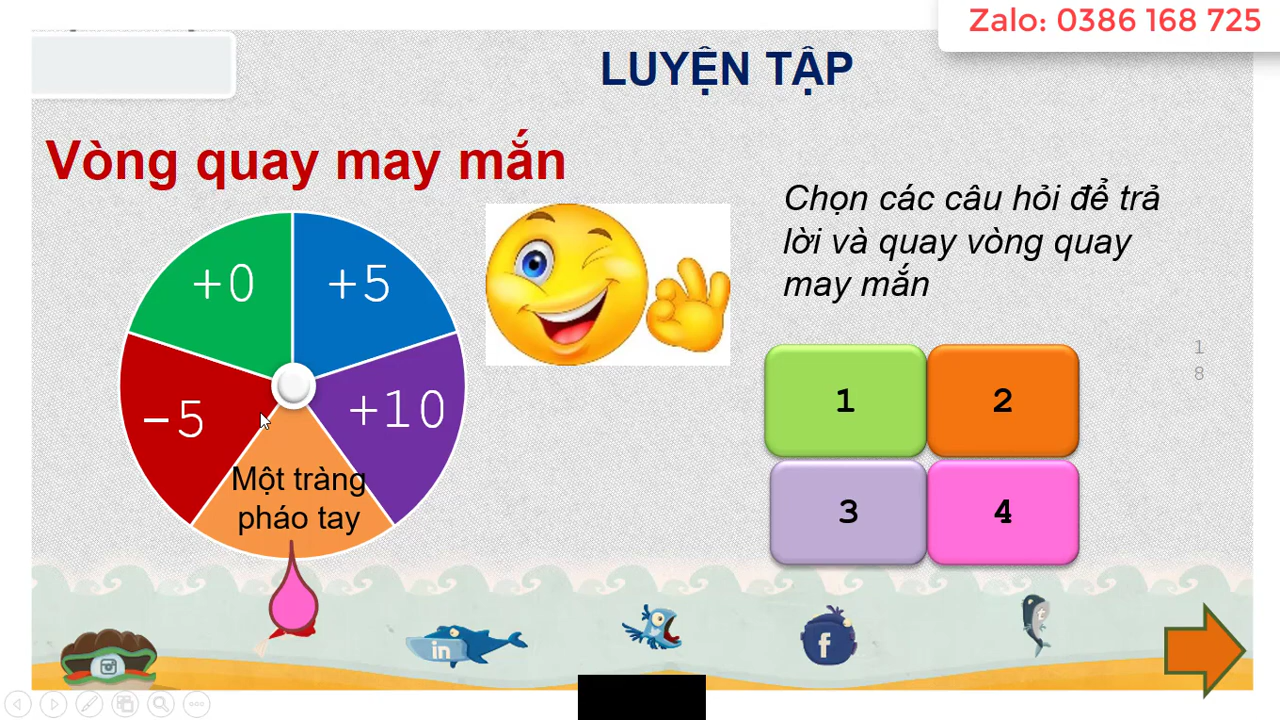 Zalo: 0386 168 725
LUYỆN TẬP
Vòng quay may mắn
Chọn các câu hỏi để trả
lời và quay vòng quay
may mắn
+0
+5
-5
+10
Một tràng
pháo tay
1
2
3
4
1
8
in
f
t